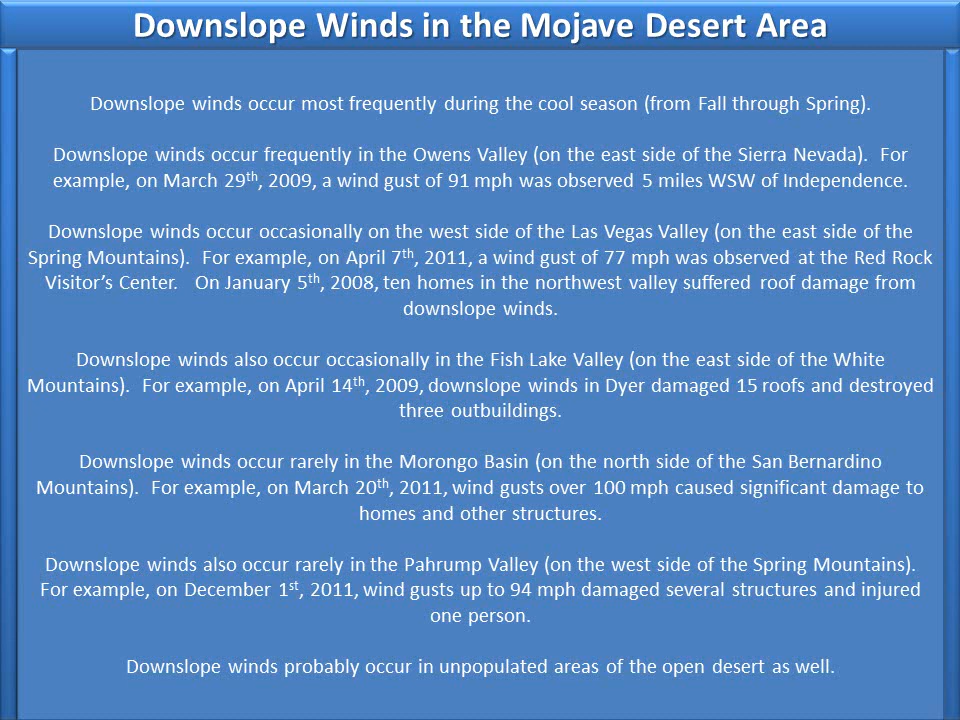 Downslope Winds in the Mojave Desert Area
Downslope winds occur most frequently during the cool season (from Fall through Spring).
Downslope winds occur frequently in the Owens Valley (on the east side of the Sierra Nevada).  For
example, on March 29th, 2009, a wind gust of 91 mph was observed 5 miles WSW of Independence.
Downslope winds occur occasionally on the west side of the Las Vegas Valley (on the east side of the
Spring Mountains).  For example, on April 7th, 2011, a wind gust of 77 mph was observed at the Red Rock
Visitor’s Center.   On January 5th, 2008, ten homes in the northwest valley suffered roof damage from
downslope winds.
Downslope winds also occur occasionally in the Fish Lake Valley (on the east side of the White
Mountains).  For example, on April 14th, 2009, downslope winds in Dyer damaged 15 roofs and destroyed
three outbuildings.
Downslope winds occur rarely in the Morongo Basin (on the north side of the San Bernardino
Mountains).  For example, on March 20th, 2011, wind gusts over 100 mph caused significant damage to
homes and other structures.
Downslope winds also occur rarely in the Pahrump Valley (on the west side of the Spring Mountains).
For example, on December 1st, 2011, wind gusts up to 94 mph damaged several structures and injured
one person.
Downslope winds probably occur in unpopulated areas of the open desert as well.